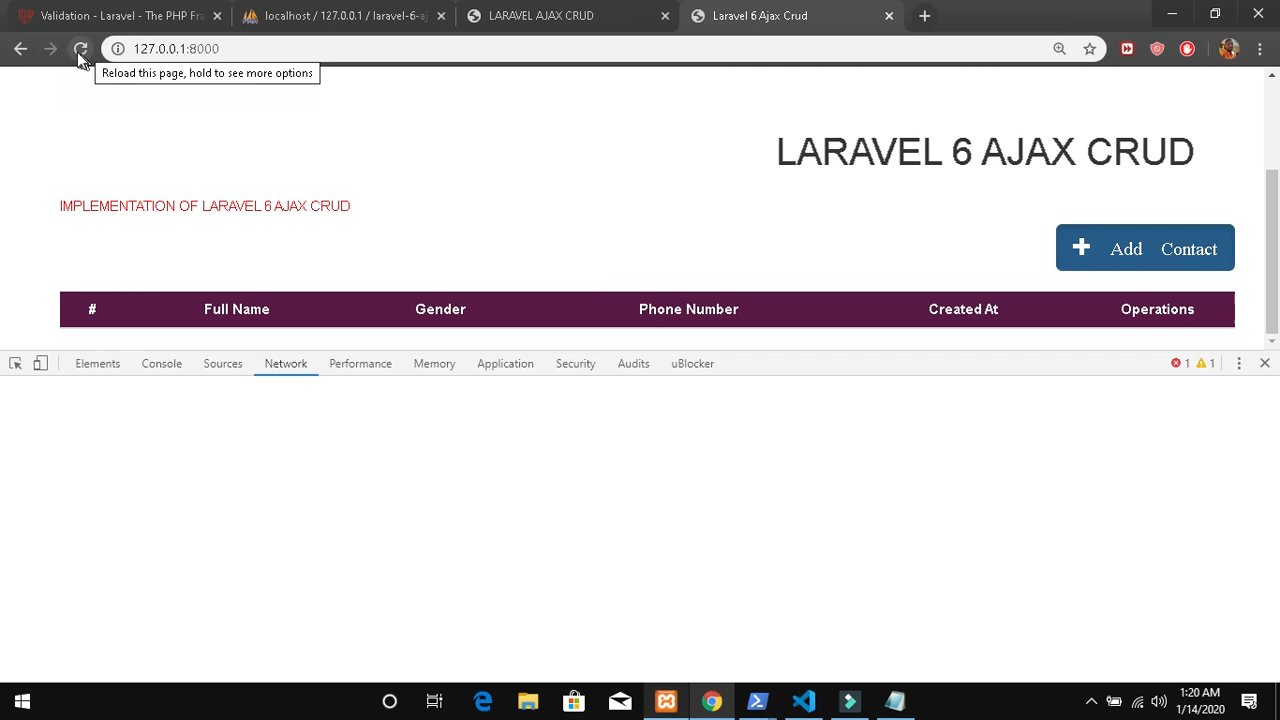 Validation - Laravel - The PHP Fra
localhost / 127.0.0.1 / laravel-6-aj
LARAVEL AJAX CRUD
Laravel 6 Ajax Crud
127.0.0.1:8000
Reload this page, hold to see more options
LARAVEL 6 AJAX CRUD
IMPLEMENTATION OF LARAVEL 6 AJAX CRUD
Add Contact
# Full Name Gender Phone Number Created At Operations
Elements Console Sources Network Performance Memory Application Security Audits uBlocker 1 1
1:20 AM
1/14/2020